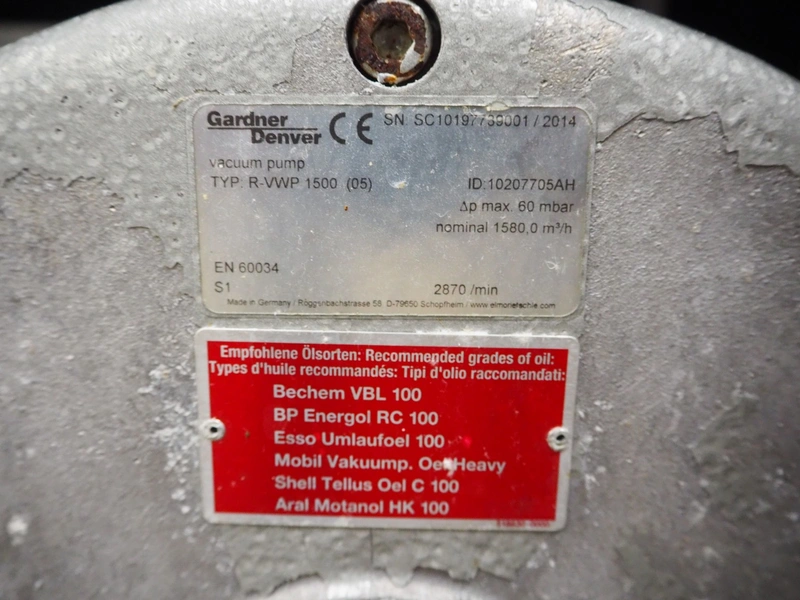 Gardner Denver CE SN SC10197739001 / 2014
vacuum pump
TYP: R-VWP 1500 (05) ID:10207705AH
Δp max. 60 mbar
nominal 1580,0 m³/h
EN 60034
S1 2870 /min
Made in Germany / Roggenbachstrasse 58 D-79650 Schopfheim / www.elmorietschle.com
Empfohlene Ölsorten: Recommended grades of oil:
Types d'huile recommandés: Tipi d'olio raccomandati:
Bechem VBL 100
BP Energol RC 100
Esso Umlaufoel 100
Mobil Vakuump. Oel Heavy
Shell Tellus Oel C 100
Aral Motanol HK 100